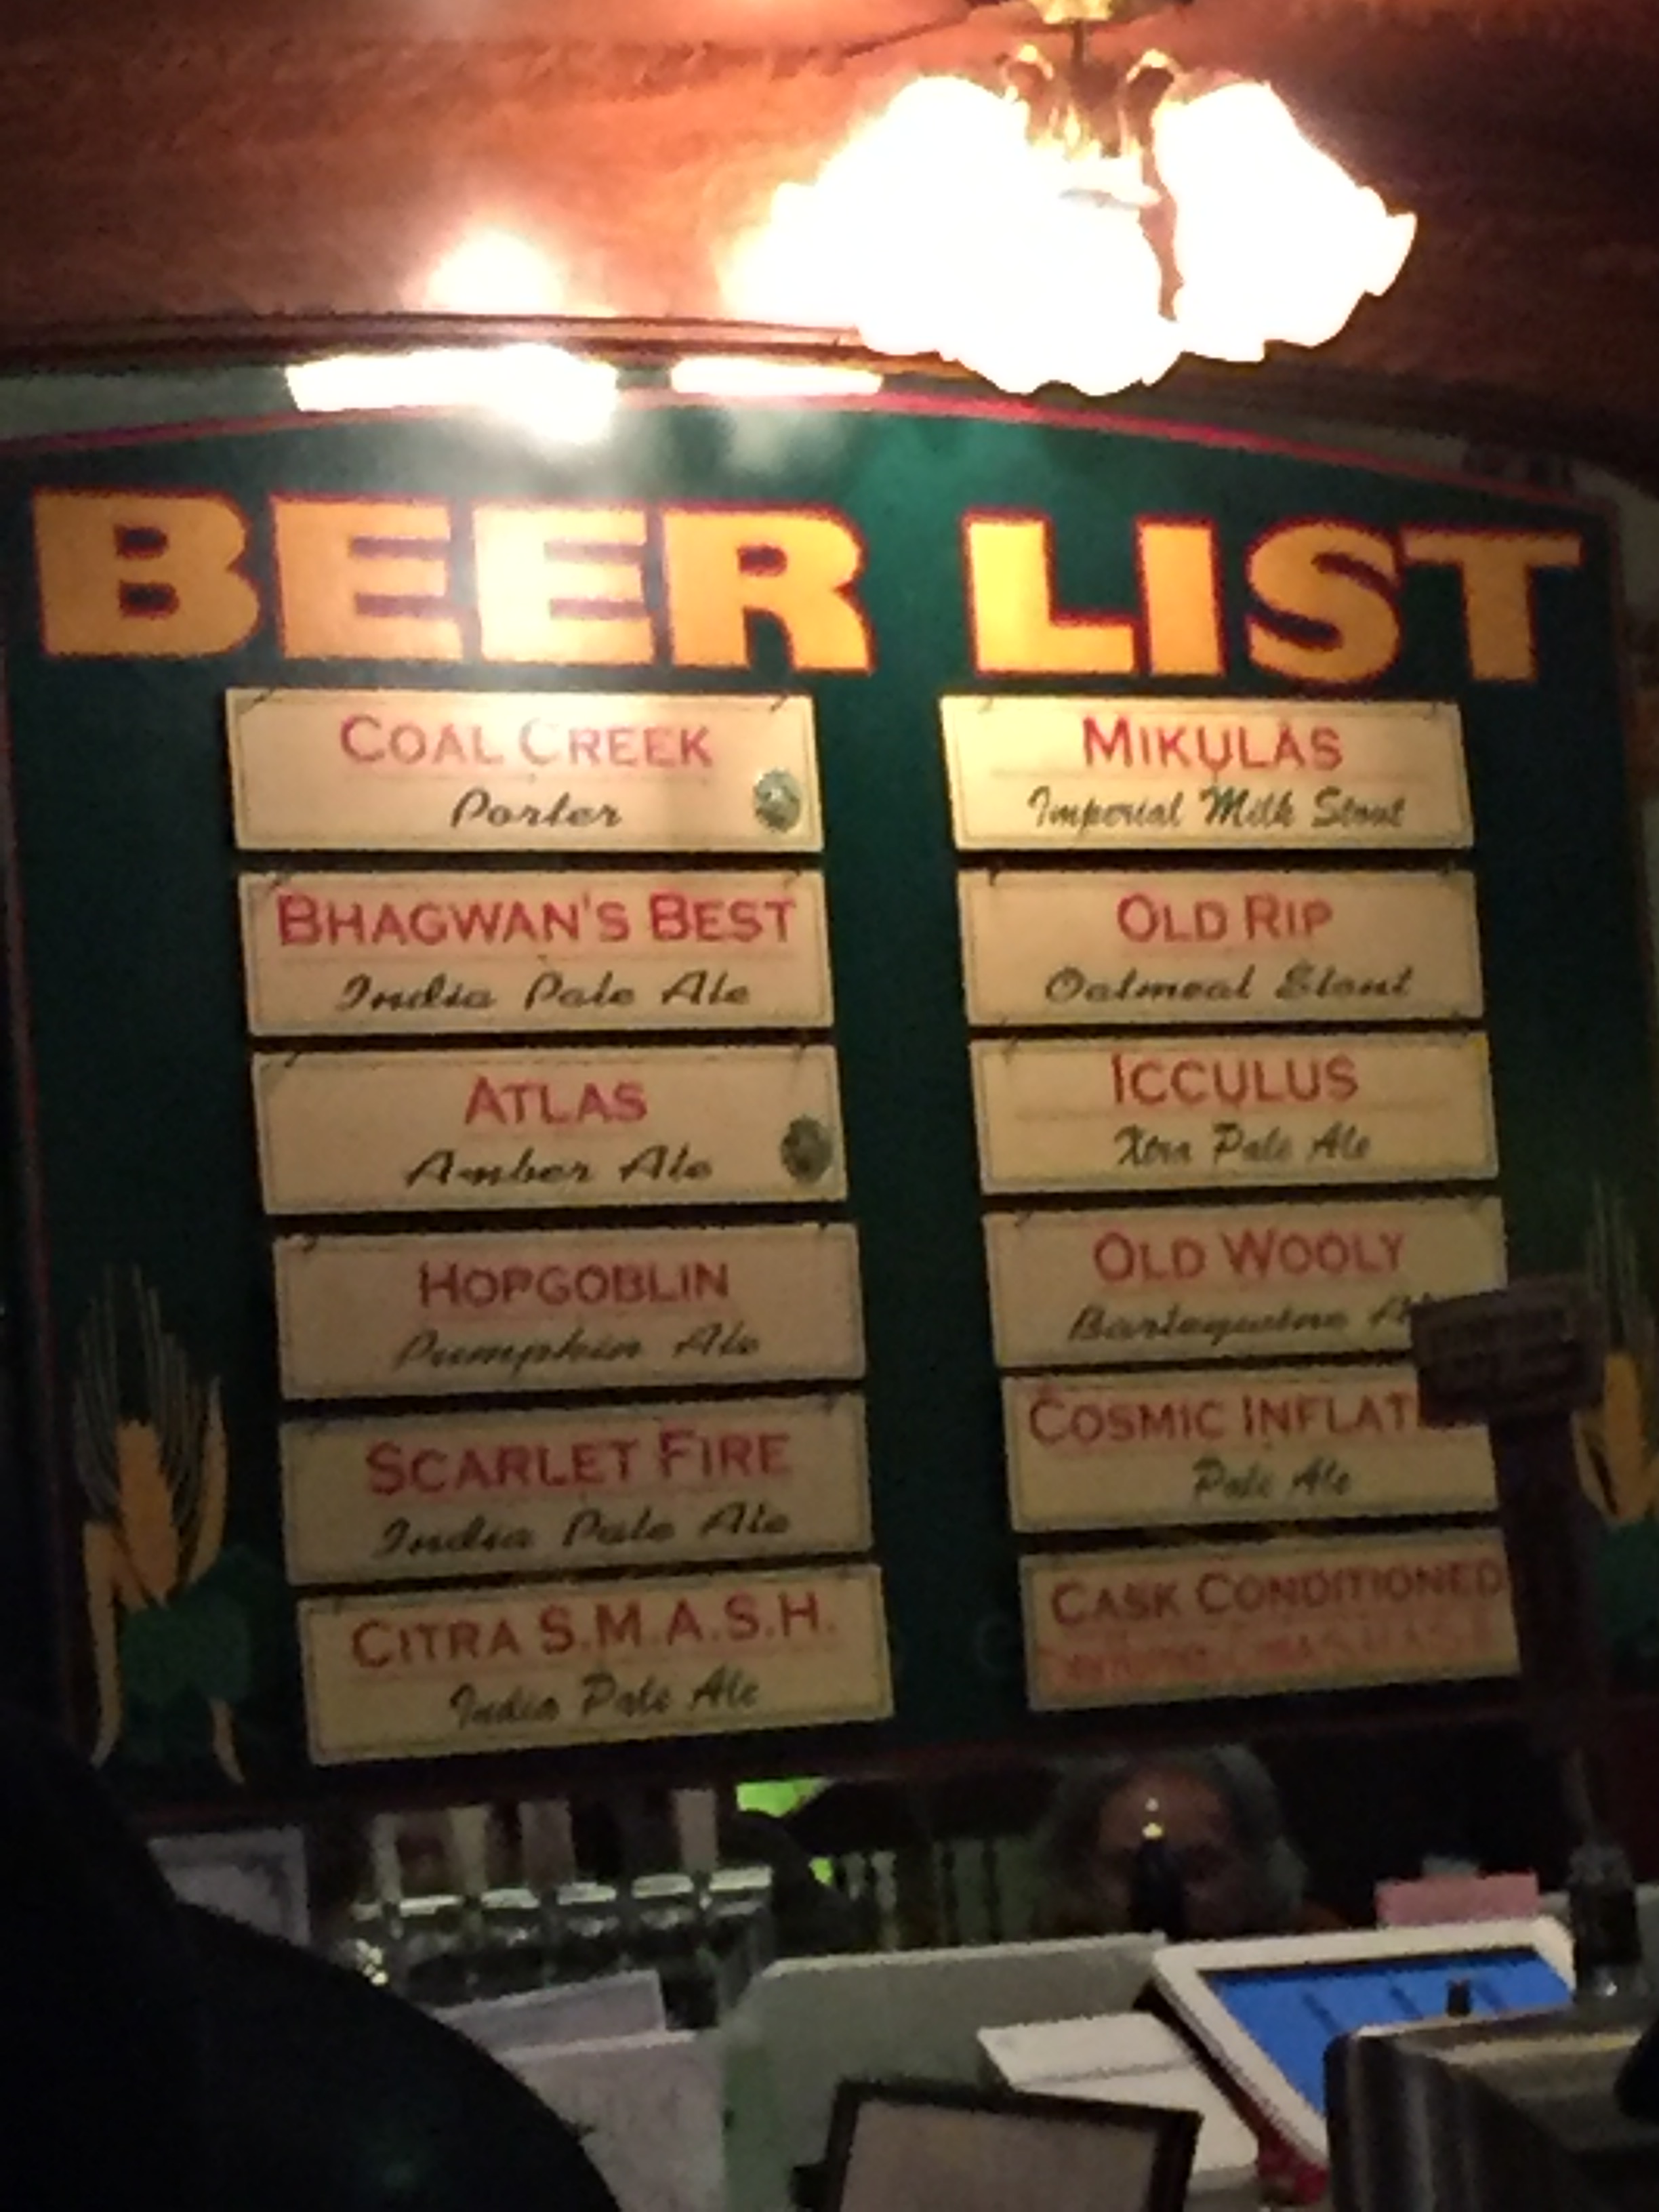 BEER LIST
COAL CREEK
Porter
BHAGWAN'S BEST
India Pale Ale
ATLAS
Amber Ale
HOPGOBLIN
Pumpkin Ale
SCARLET FIRE
India Pale Ale
CITRA S.M.A.S.H.
India Pale Ale
MIKULÁS
Imperial Milk Stout
OLD RIP
Oatmeal Stout
ICCULUS
Xtra Pale Ale
OLD WOOLY
Barleywine
COSMIC
Pale Ale
CASK CONDITIONED